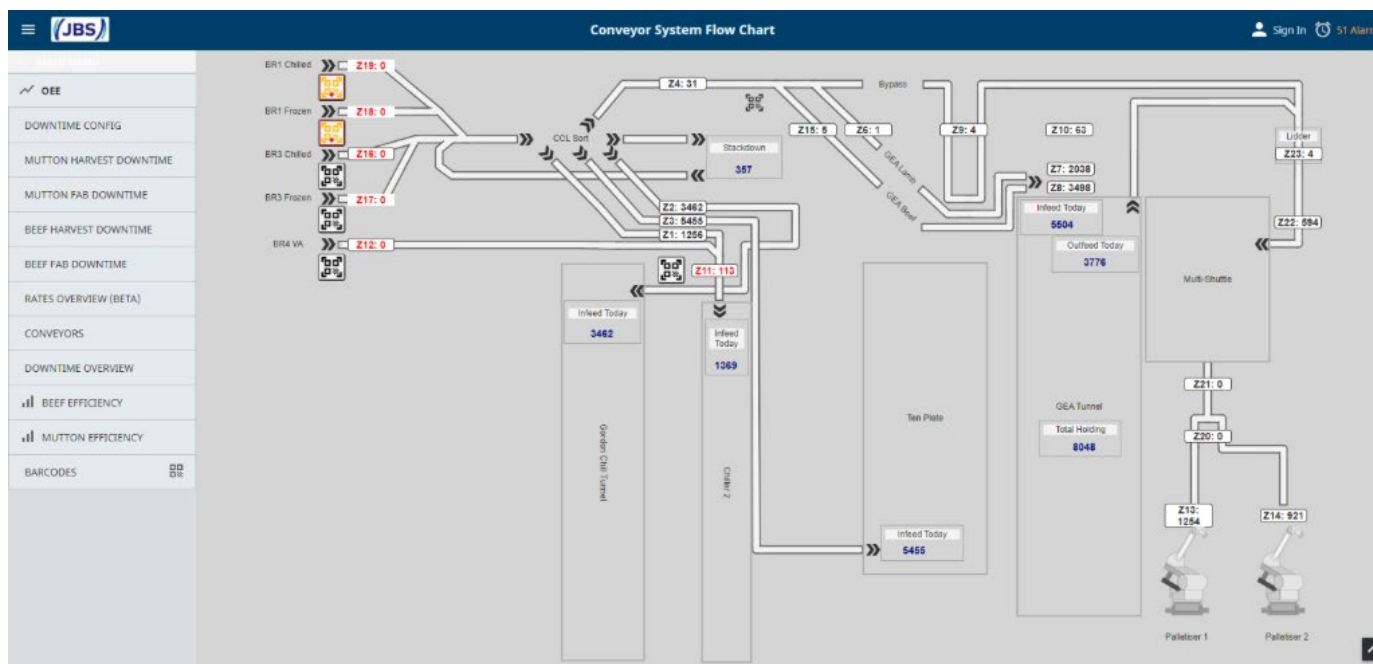 (JBS)
Conveyor System Flow Chart
Sign In
51 Alar
OEE
DOWNTIME CONFIG
MUTTON HARVEST DOWNTIME
MUTTON FAB DOWNTIME
BEEF HARVEST DOWNTIME
BEEF FAB DOWNTIME
RATES OVERVIEW (BETA)
CONVEYORS
DOWNTIME OVERVIEW
BEEF EFFICIENCY
MUTTON EFFICIENCY
BARCODES
BR1 Chilled
Z19: 0
BR1 Frozen
Z18: 0
BR3 Chilled
Z16: 0
BR3 Frozen
Z17: 0
BR4 VA
Z12: 0
CCL Sort
Z4: 31
Bypass
Stackdown
357
Z15: 5
Z6: 1
Z9: 4
Z10: 63
GEA Lamb
GEA Beef
Z7: 2038
Z8: 3498
Lidder
Z23: 4
Z22: 594
Z2: 3462
Z3: 5455
Z1: 1256
Z11: 113
Infeed Today
3462
Gordon Chill Tunnel
Infeed
Today
1369
Chiller 2
Ten Plate
Infeed Today
5455
Infeed Today
5504
Outfeed Today
3776
GEA Tunnel
Total Holding
8048
Multi-Shuttle
Z21: 0
Z20: 0
Z13:
1254
Z14: 921
Palletiser 1
Palletiser 2